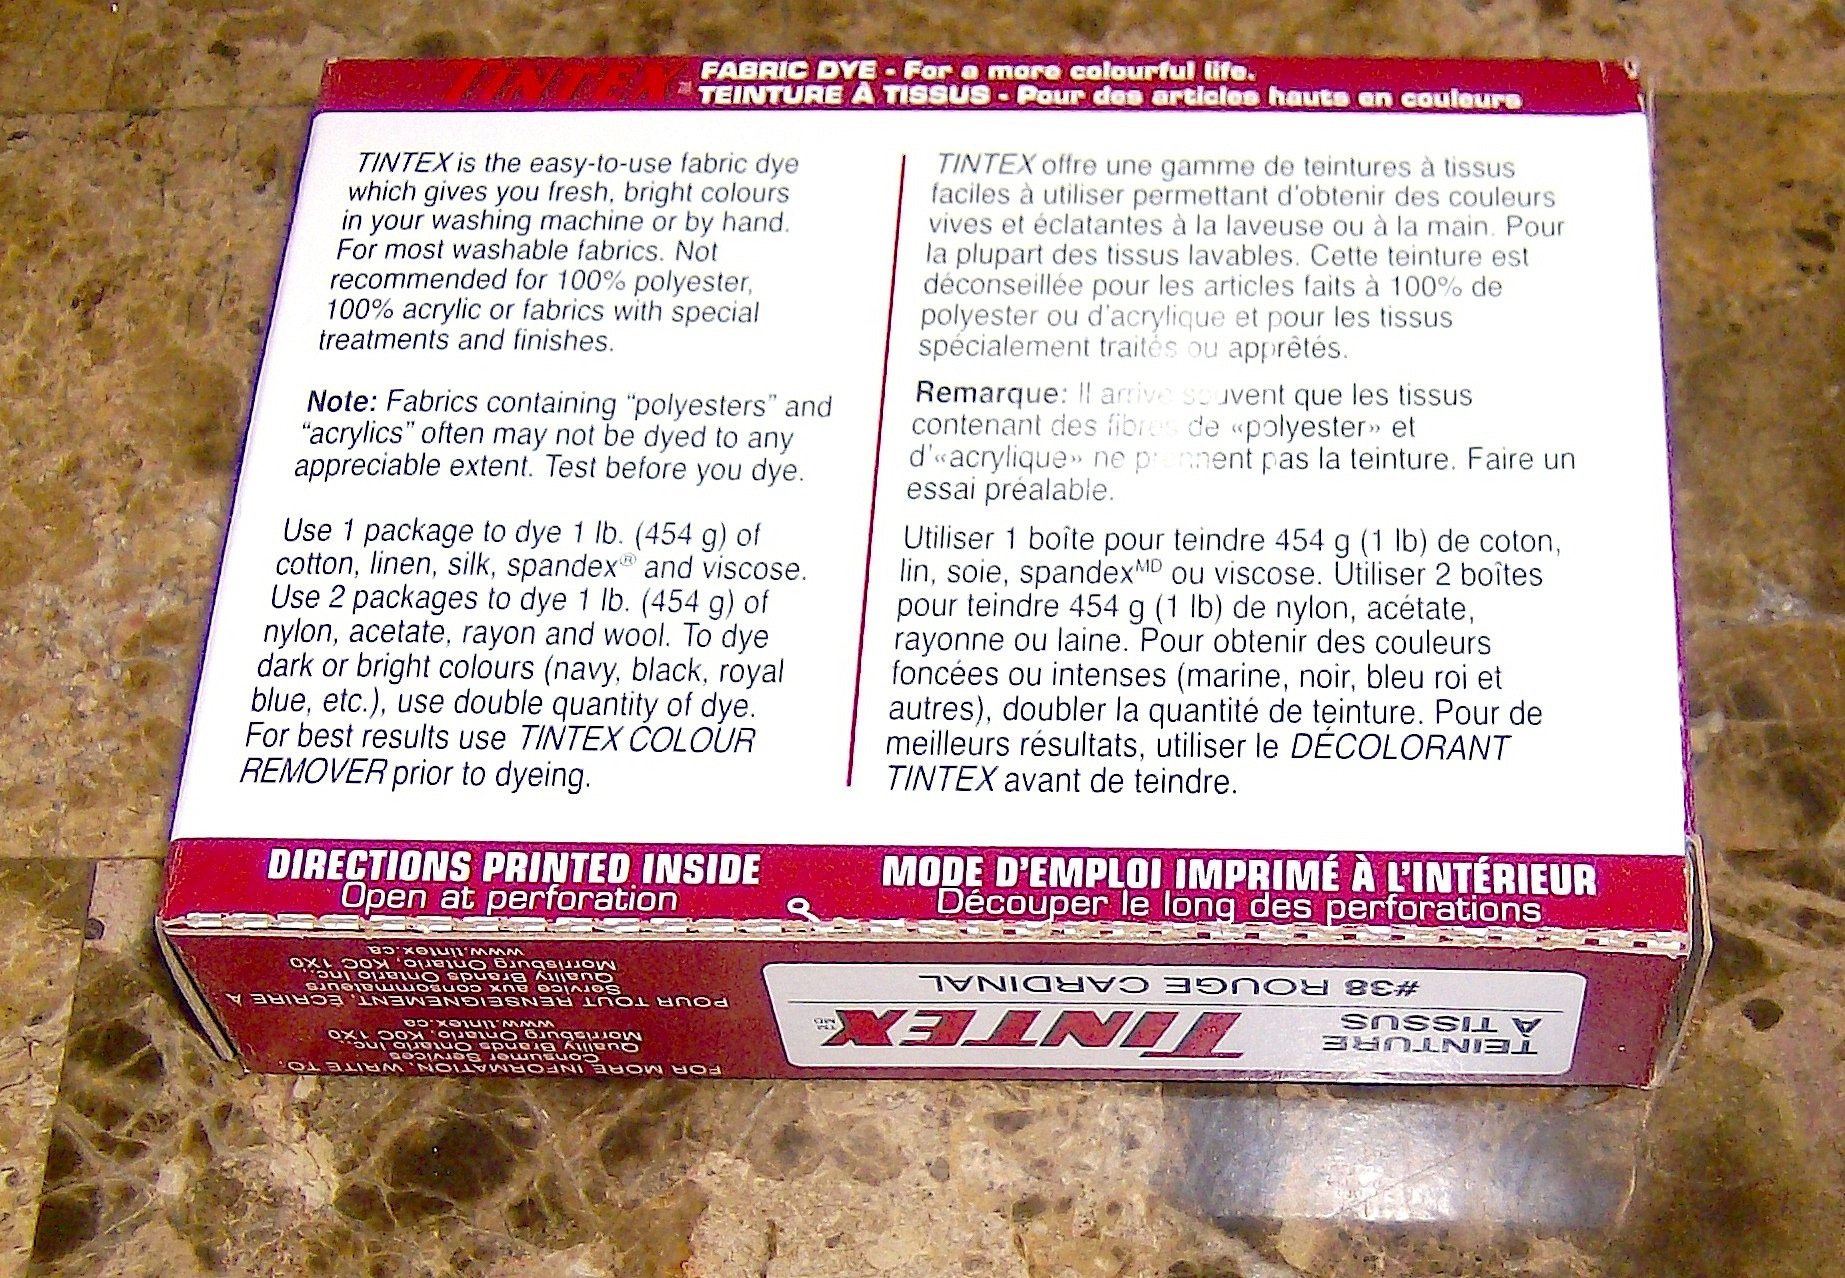 TINTEX™ FABRIC DYE - For a more colourful life.
TEINTURE À TISSUS - Pour des articles hauts en couleurs
TINTEX is the easy-to-use fabric dye
which gives you fresh, bright colours
in your washing machine or by hand.
For most washable fabrics. Not
recommended for 100% polyester,
100% acrylic or fabrics with special
treatments and finishes.
Note: Fabrics containing “polyesters” and
“acrylics” often may not be dyed to any
appreciable extent. Test before you dye.
Use 1 package to dye 1 lb. (454 g) of
cotton, linen, silk, spandex® and viscose.
Use 2 packages to dye 1 lb. (454 g) of
nylon, acetate, rayon and wool. To dye
dark or bright colours (navy, black, royal
blue, etc.), use double quantity of dye.
For best results use TINTEX COLOUR
REMOVER prior to dyeing.
TINTEX offre une gamme de teintures à tissus
faciles à utiliser permettant d'obtenir des couleurs
vives et éclatantes à la laveuse ou à la main. Pour
la plupart des tissus lavables. Cette teinture est
déconseillée pour les articles faits à 100% de
polyester ou d'acrylique et pour les tissus
spécialement traités ou apprêtés.
Remarque: Il arrive souvent que les tissus
contenant des fibres de «polyester» et
d'«acrylique» ne prennent pas la teinture. Faire un
essai préalable.
Utiliser 1 boîte pour teindre 454 g (1 lb) de coton,
lin, soie, spandexMD ou viscose. Utiliser 2 boîtes
pour teindre 454 g (1 lb) de nylon, acétate,
rayonne ou laine. Pour obtenir des couleurs
foncées ou intenses (marine, noir, bleu roi et
autres), doubler la quantité de teinture. Pour de
meilleurs résultats, utiliser le DÉCOLORANT
TINTEX avant de teindre.
DIRECTIONS PRINTED INSIDE
Open at perforation
MODE D'EMPLOI IMPRIMÉ À L'INTÉRIEUR
Découper le long des perforations
TEINTURE
À TISSUS
TINTEX TM MD
#38 ROUGE CARDINAL
FOR MORE INFORMATION, WRITE TO:
Consumer Services
Quality Brands Ontario Inc.
Morrisburg Ontario, K0C 1X0
www.tintex.ca
POUR TOUT RENSEIGNEMENT, ÉCRIRE À
Service aux consommateurs
Quality Brands Ontario Inc.
Morrisburg Ontario, K0C 1X0
www.tintex.ca